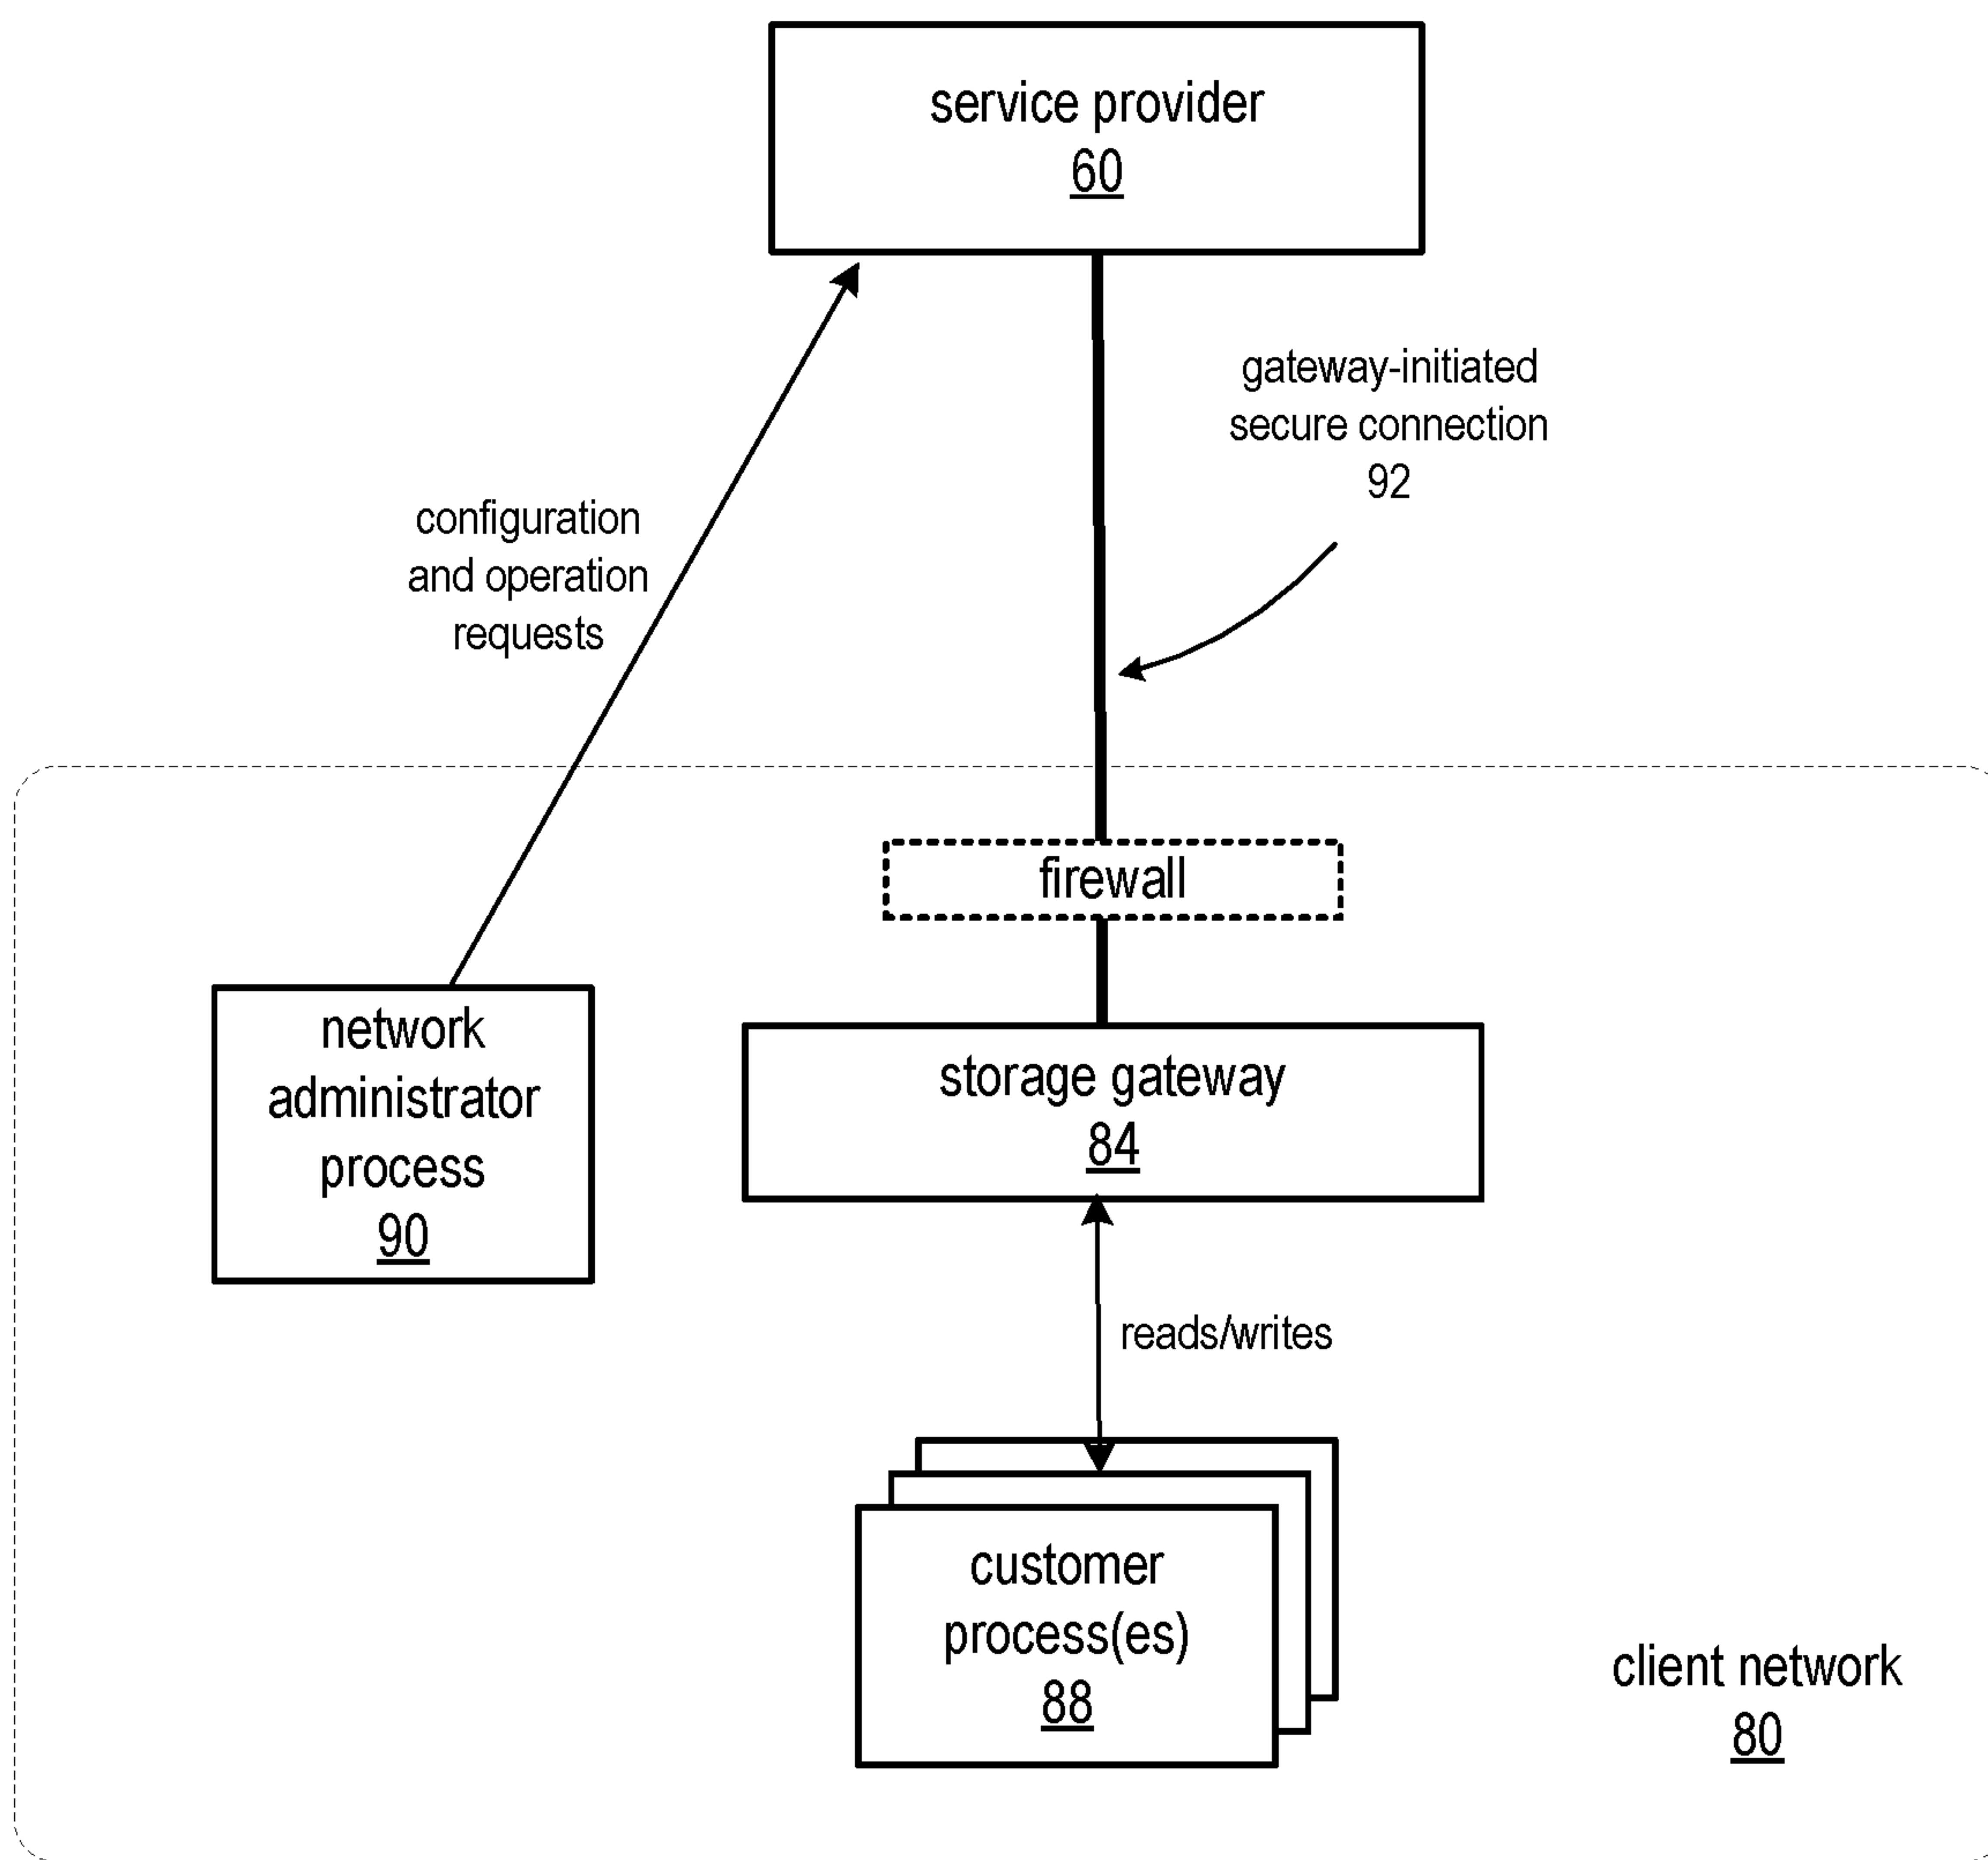 service provider
60
gateway-initiated
secure connection
92
configuration
and operation
requests
firewall
network
administrator
process
90
storage gateway
84
reads/writes
customer
process(es)
88
client network
80